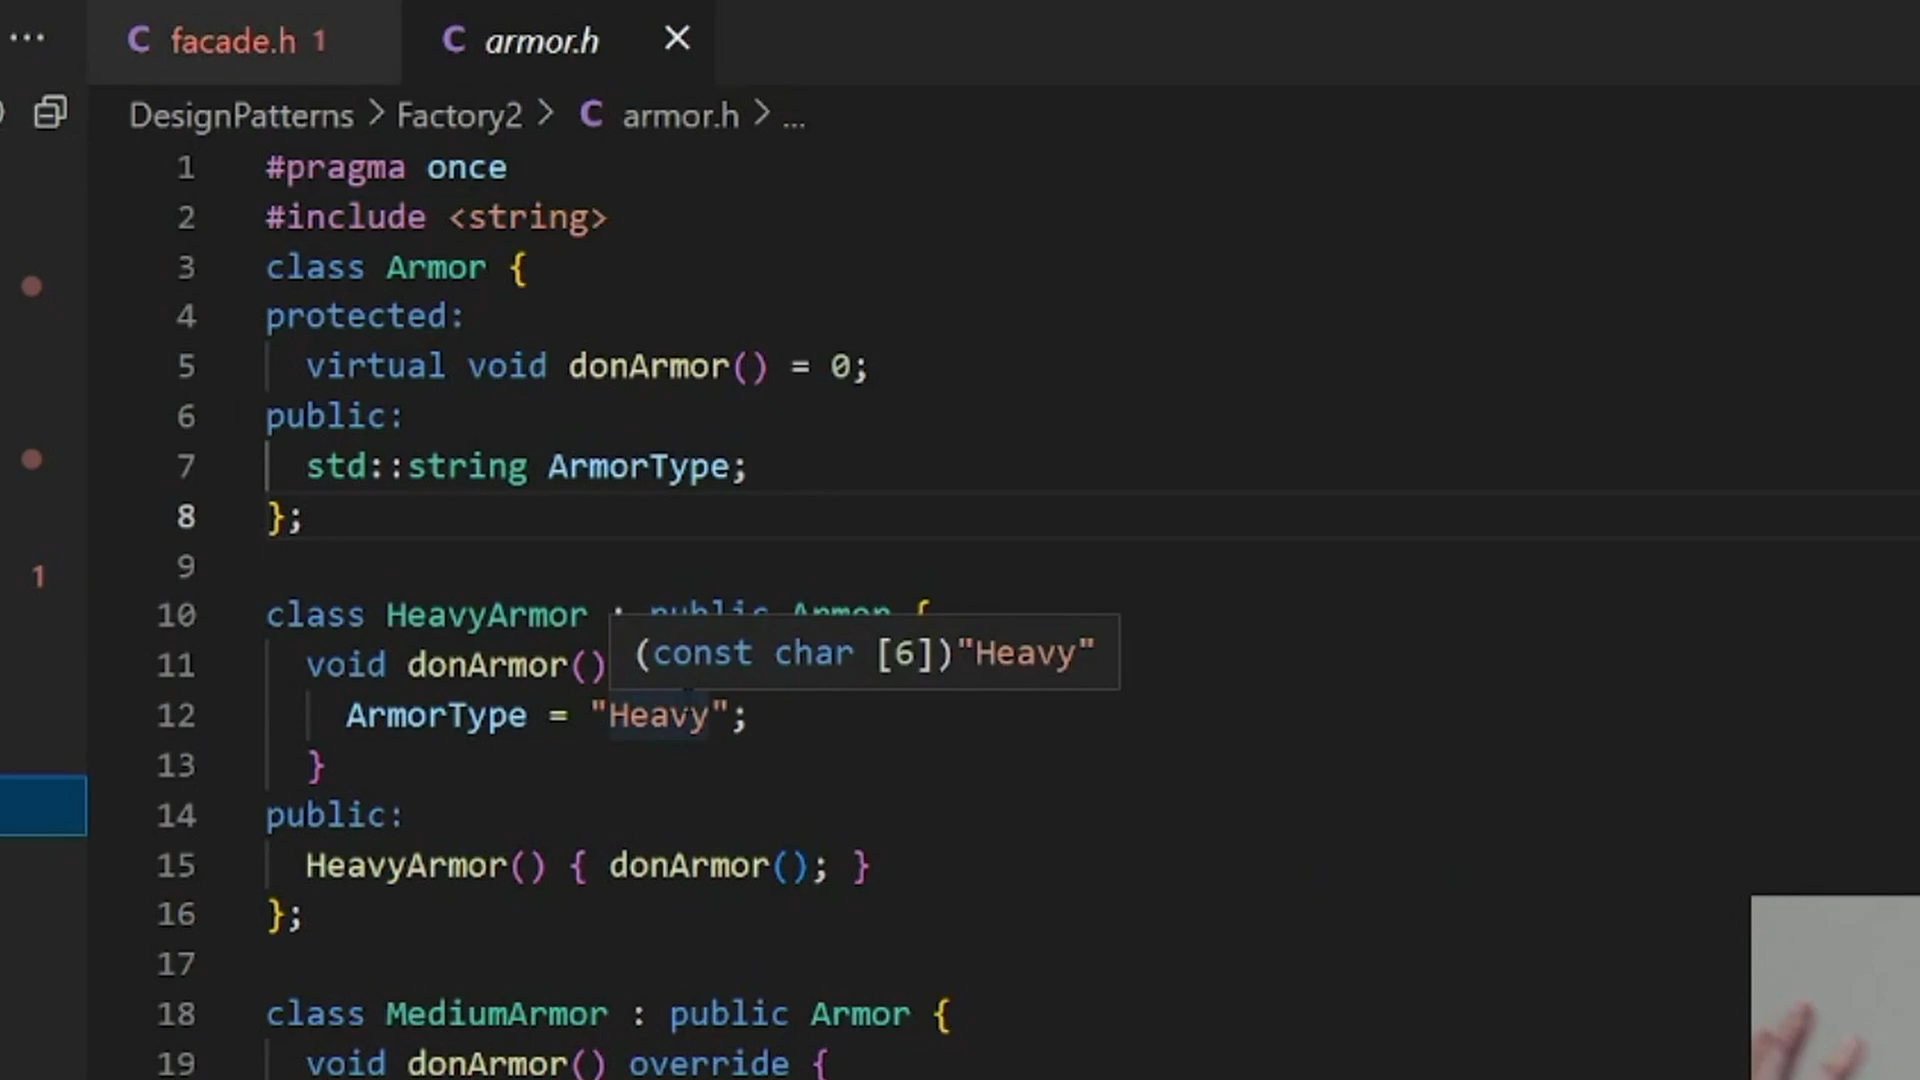 ··· C facade.h 1 C armor.h ×
DesignPatterns > Factory2 > C armor.h > ...
1 #pragma once
2 #include <string>
3 class Armor {
4 protected:
5 virtual void donArmor() = 0;
6 public:
7 std::string ArmorType;
8 };
9
1
10 class HeavyArmor : public Armor {
(const char [6])"Heavy"
11 void donArmor()
12 ArmorType = "Heavy";
13 }
14 public:
15 HeavyArmor() { donArmor(); }
16 };
17
18 class MediumArmor : public Armor {
19 void donArmor() override {